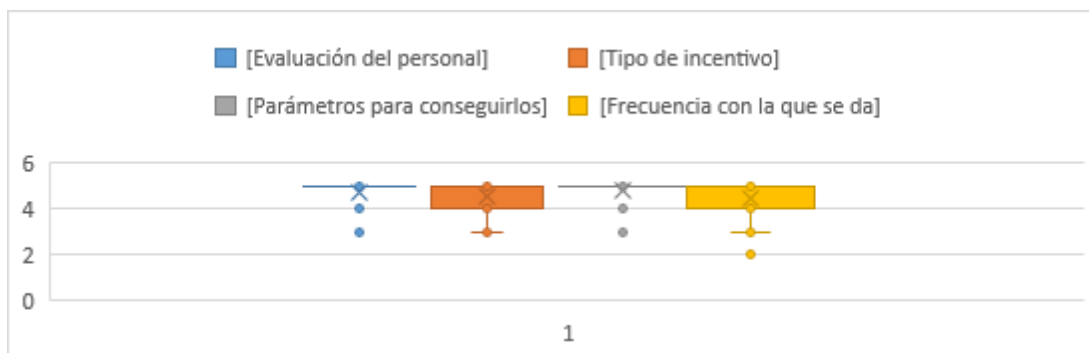 [Evaluación del personal] [Tipo de incentivo]
[Parámetros para conseguirlos] [Frecuencia con la que se da]
6
4
2
0
1